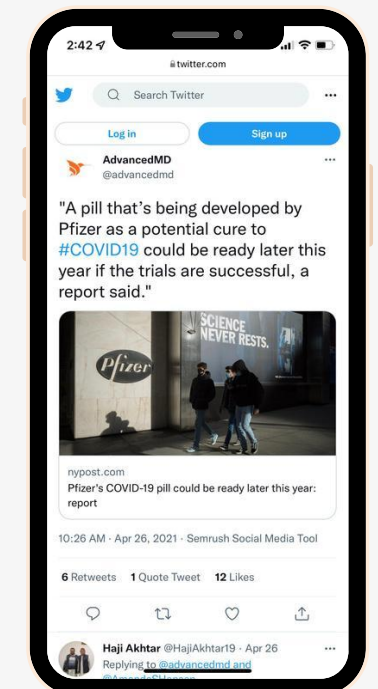 2:42
twitter.com
Search Twitter
Log in
Sign up
AdvancedMD
@advancedmd
"A pill that's being developed by
Pfizer as a potential cure to
#COVID19 could be ready later this
year if the trials are successful, a
report said."
SCIENCE
NEVER RESTS.
Pfizer
nypost.com
Pfizer's COVID-19 pill could be ready later this year:
report
10:26 AM · Apr 26, 2021 · Semrush Social Media Tool
6 Retweets 1 Quote Tweet 12 Likes
Haji Akhtar @HajiAkhtar19 · Apr 26
Replying to @advancedmd and